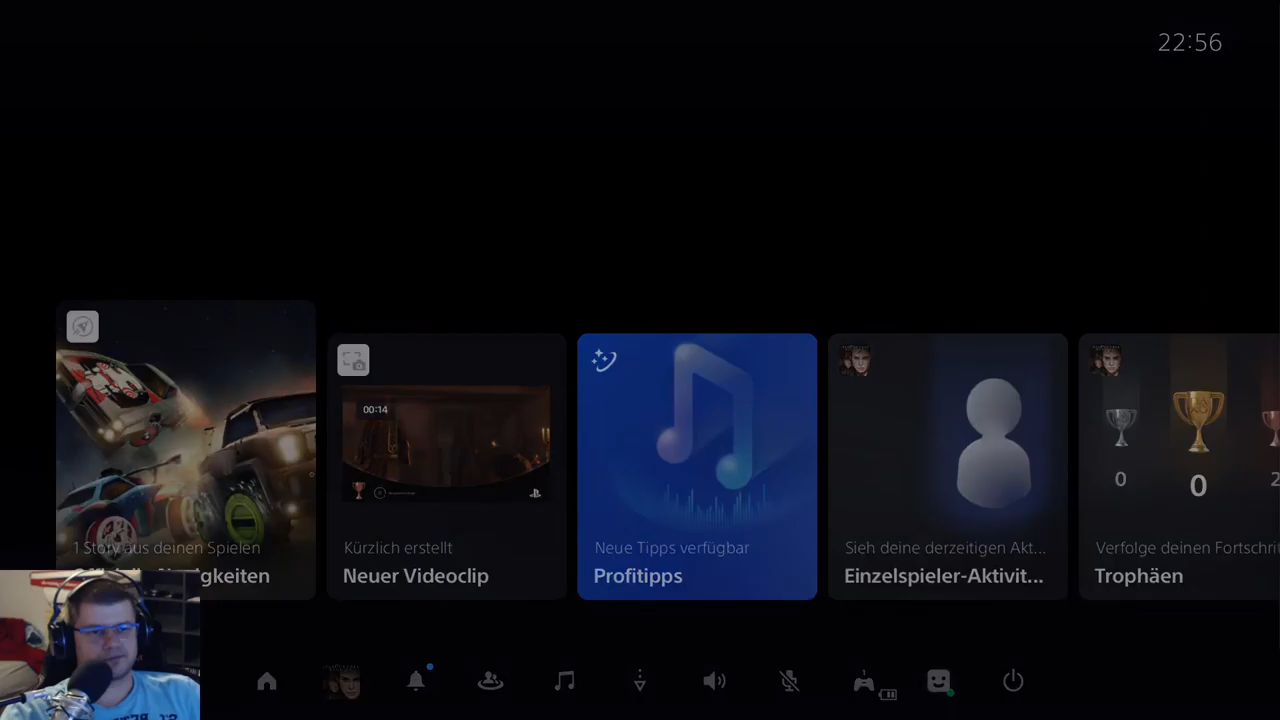 22:56
00:14
1 Story aus deinen Spielen
Kürzlich erstellt
Neuer Videoclip
Neue Tipps verfügbar
Profitipps
Sieh deine derzeitigen Akt...
Einzelspieler-Aktivit...
0
0
2
Verfolge deinen Fortschri
Trophäen